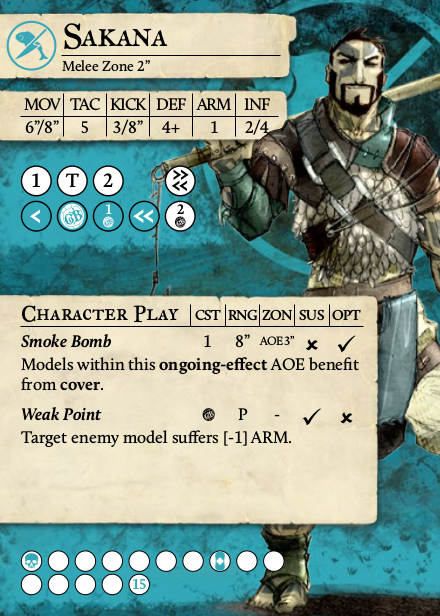 Sakana
Melee Zone 2”
MOV TAC KICK DEF ARM INF
6”/8” 5 3/8” 4+ 1 2/4
1 T 2 >> <<
< GB 1 << 2
Character Play CST RNG ZON SUS OPT
Smoke Bomb 1 8” AOE 3” ✗ ✓
Models within this ongoing-effect AOE benefit
from cover.
Weak Point P - ✓ ✗
Target enemy model suffers [-1] ARM.
15